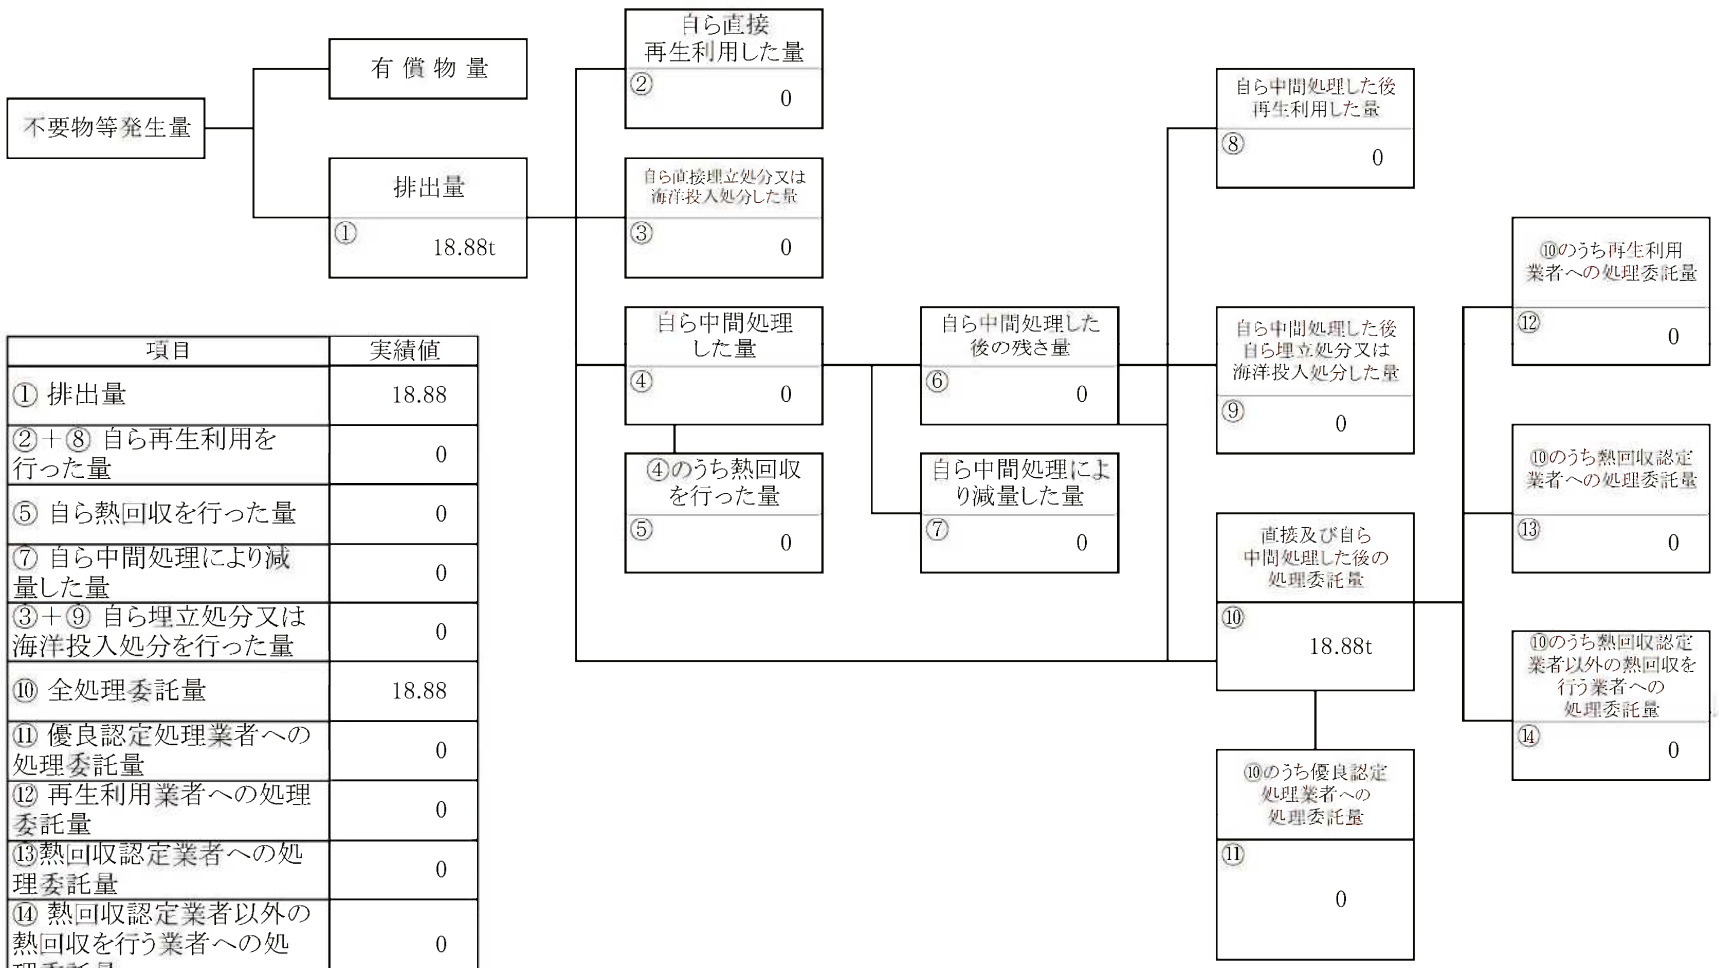 不要物等発生量
有償物量
排出量
①
18.88t
自ら直接
再生利用した量
②
0
自ら直接埋立処分又は
海洋投入処分した量
③
0
自ら中間処理
した量
④
0
④のうち熱回収
を行った量
⑤
0
自ら中間処理した
後の残さ量
⑥
0
自ら中間処理によ
り減量した量
⑦
0
自ら中間処理した後
再生利用した量
⑧
0
自ら中間処理した後
自ら埋立処分又は
海洋投入処分した量
⑨
0
直接及び自ら
中間処理した後の
処理委託量
⑩
18.88t
⑩のうち優良認定
処理業者への
処理委託量
⑪
0
⑩のうち再生利用
業者への処理委託量
⑫
0
⑩のうち熱回収認定
業者への処理委託量
⑬
0
⑩のうち熱回収認定
業者以外の熱回収を
行う業者への
処理委託量
⑭
0
項目 実績値
① 排出量 18.88
②+⑧ 自ら再生利用を
行った量 0
⑤ 自ら熱回収を行った量 0
⑦ 自ら中間処理により減
量した量 0
③+⑨ 自ら埋立処分又は
海洋投入処分を行った量 0
⑩ 全処理委託量 18.88
⑪ 優良認定処理業者への
処理委託量 0
⑫ 再生利用業者への処理
委託量 0
⑬熱回収認定業者への処
理委託量 0
⑭ 熱回収認定業者以外の
熱回収を行う業者への処 0